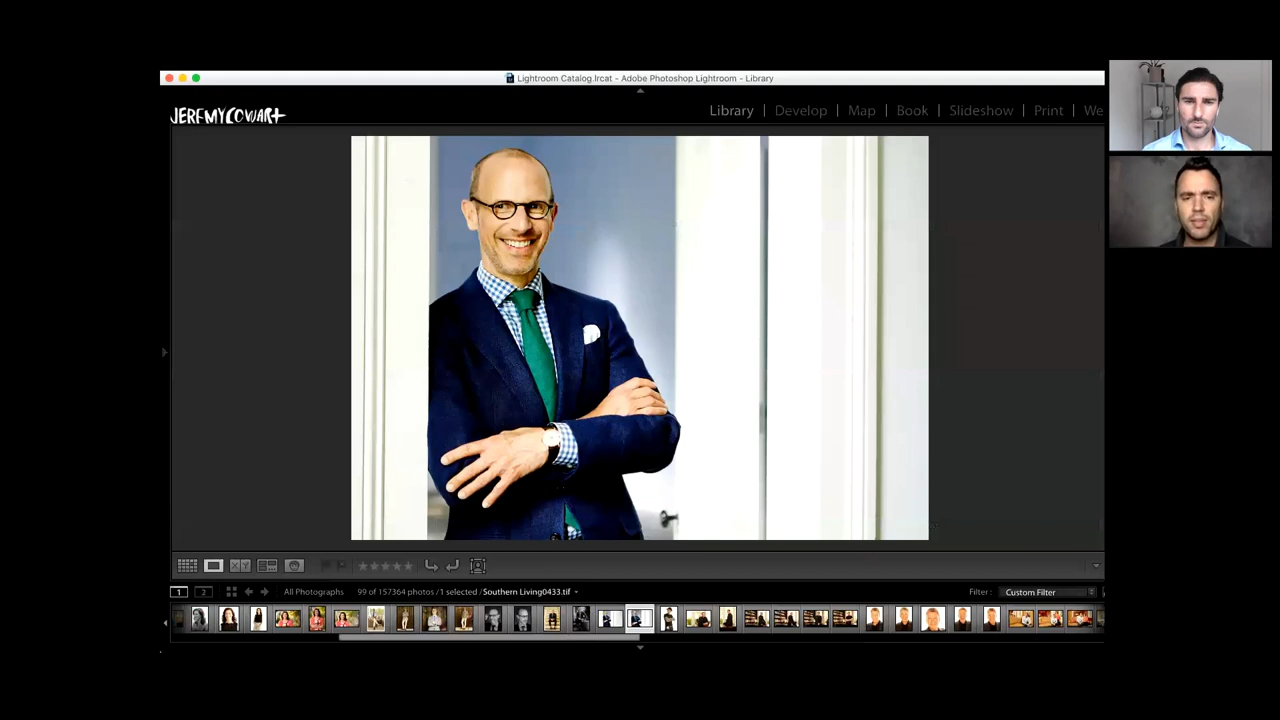 Lightroom Catalog.lrcat - Adobe Photoshop Lightroom - Library
JEREMYCOWART
Library | Develop | Map | Book | Slideshow | Print | We
XY
1 2 All Photographs 99 of 157364 photos /1 selected /Southern Living0433.tif Filter : Custom Filter